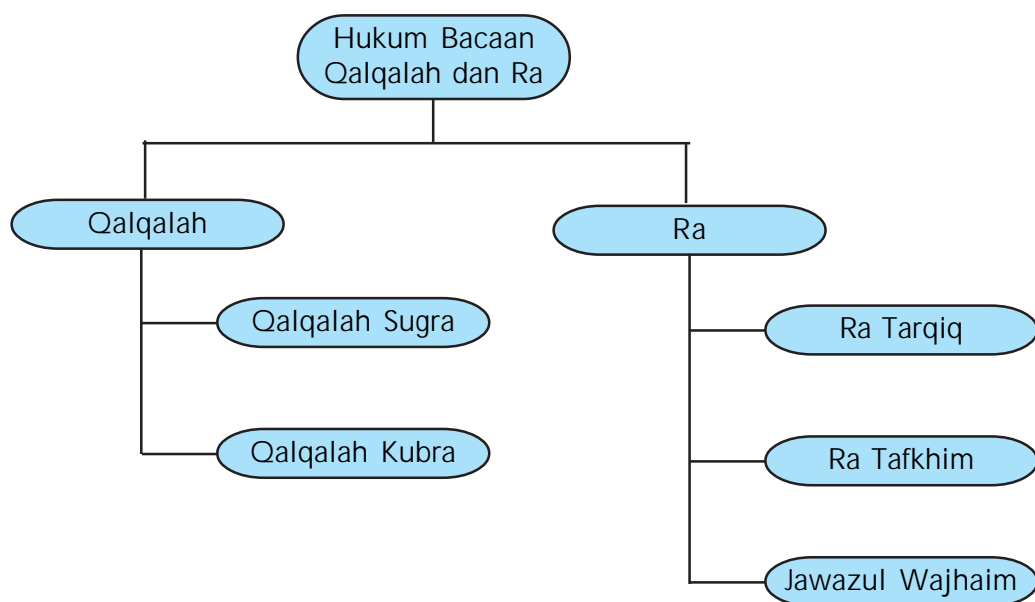 Hukum Bacaan
Qalqalah dan Ra
Qalqalah
Ra
Qalqalah Sugra
Ra Tarqiq
Qalqalah Kubra
Ra Tafkhim
Jawazul Wajhaim